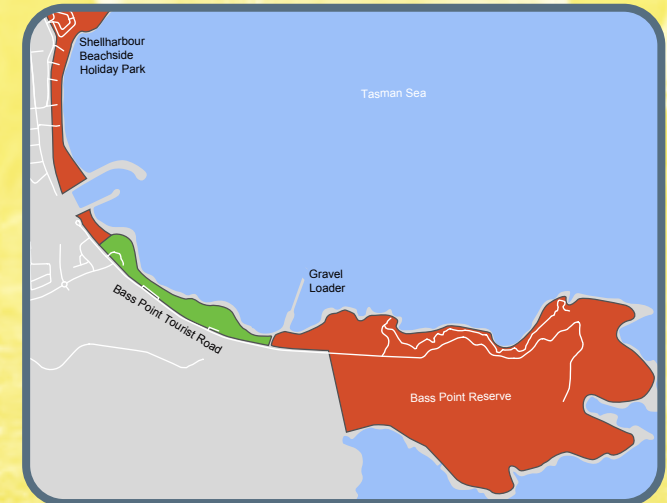 Shellharbour
Beachside
Holiday Park
Tasman Sea
Gravel
Loader
Bass Point Tourist Road
Bass Point Reserve